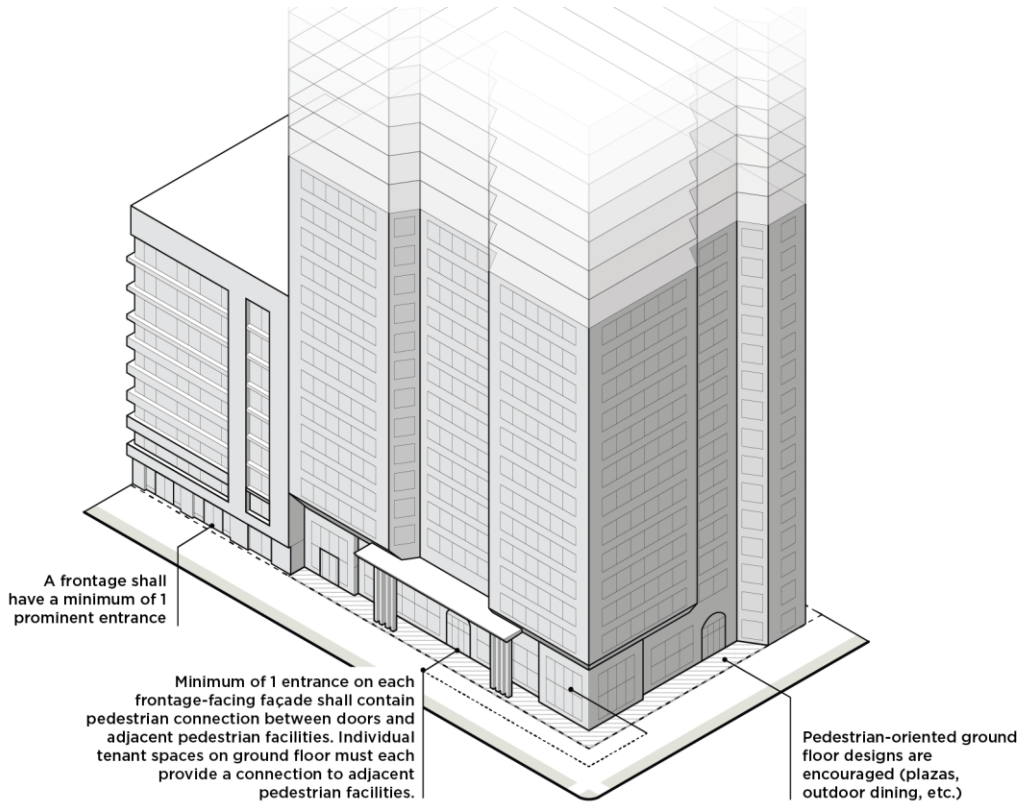 A frontage shall
have a minimum of 1
prominent entrance
Minimum of 1 entrance on each
frontage-facing façade shall contain
pedestrian connection between doors and
adjacent pedestrian facilities. Individual
tenant spaces on ground floor must each
provide a connection to adjacent
pedestrian facilities.
Pedestrian-oriented ground
floor designs are
encouraged (plazas,
outdoor dining, etc.)